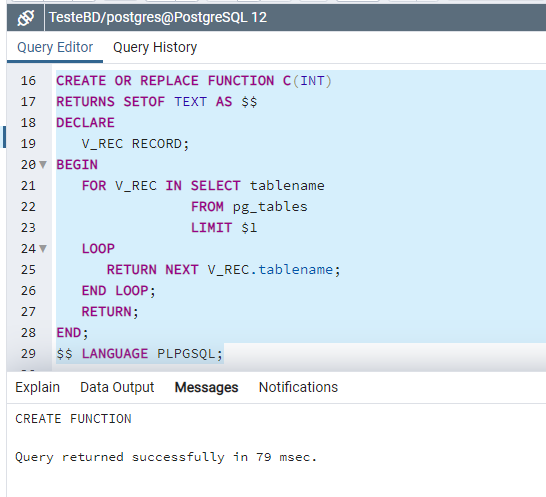 TesteBD/postgres@PostgreSQL 12
Query Editor Query History
16 CREATE OR REPLACE FUNCTION C(INT)
17 RETURNS SETOF TEXT AS $$
18 DECLARE
19 V_REC RECORD;
20 BEGIN
21 FOR V_REC IN SELECT tablename
22 FROM pg_tables
23 LIMIT $1
24 LOOP
25 RETURN NEXT V_REC.tablename;
26 END LOOP;
27 RETURN;
28 END;
29 $$ LANGUAGE PLPGSQL;
Explain Data Output Messages Notifications
CREATE FUNCTION
Query returned successfully in 79 msec.